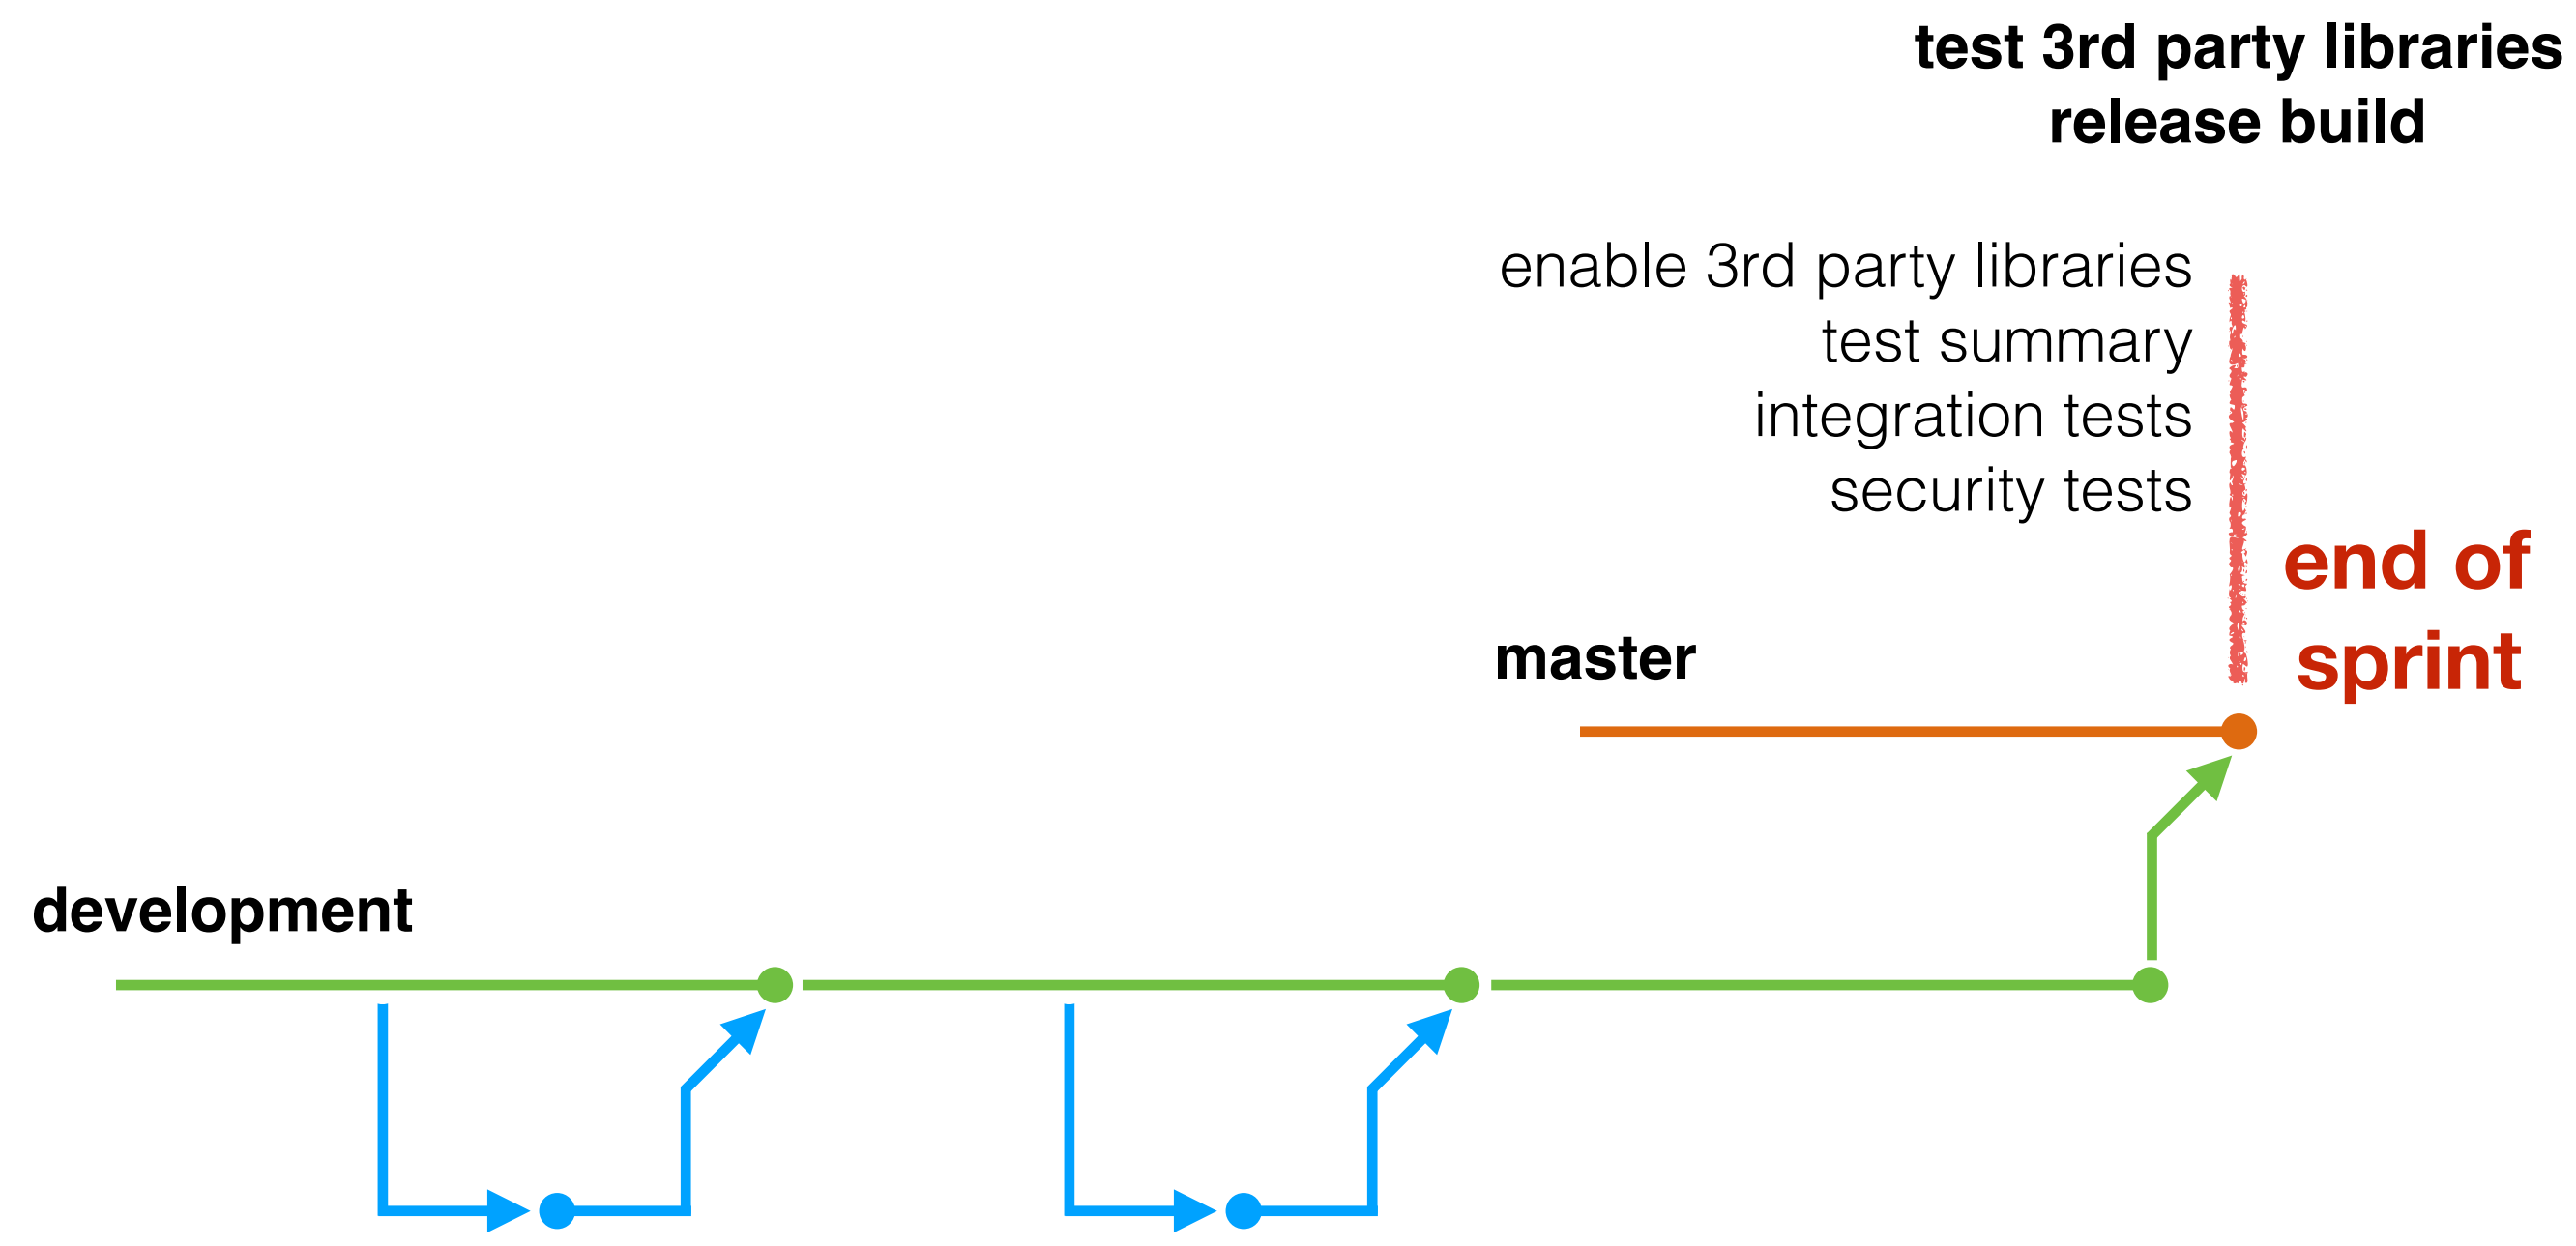 test 3rd party libraries
release build
enable 3rd party libraries
test summary
integration tests
security tests
end of
sprint
master
development